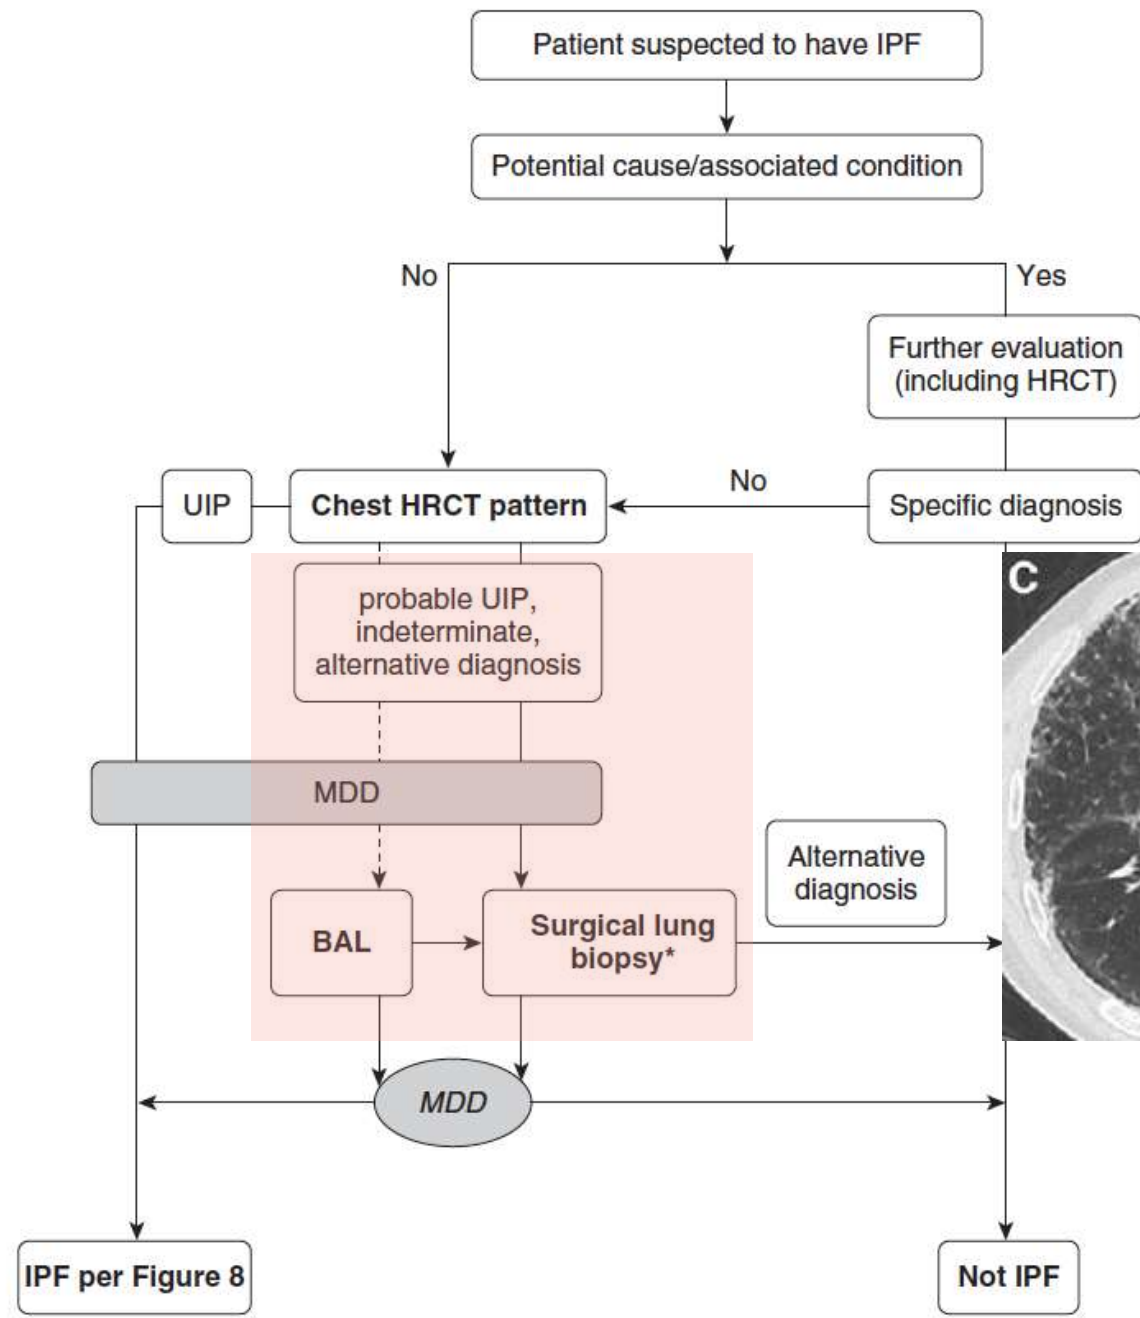 Patient suspected to have IPF
Potential cause/associated condition
No
Yes
Further evaluation
(including HRCT)
UIP
Chest HRCT pattern
No
Specific diagnosis
C
probable UIP,
indeterminate,
alternative diagnosis
MDD
Alternative
diagnosis
BAL
Surgical lung
biopsy*
MDD
IPF per Figure 8
Not IPF